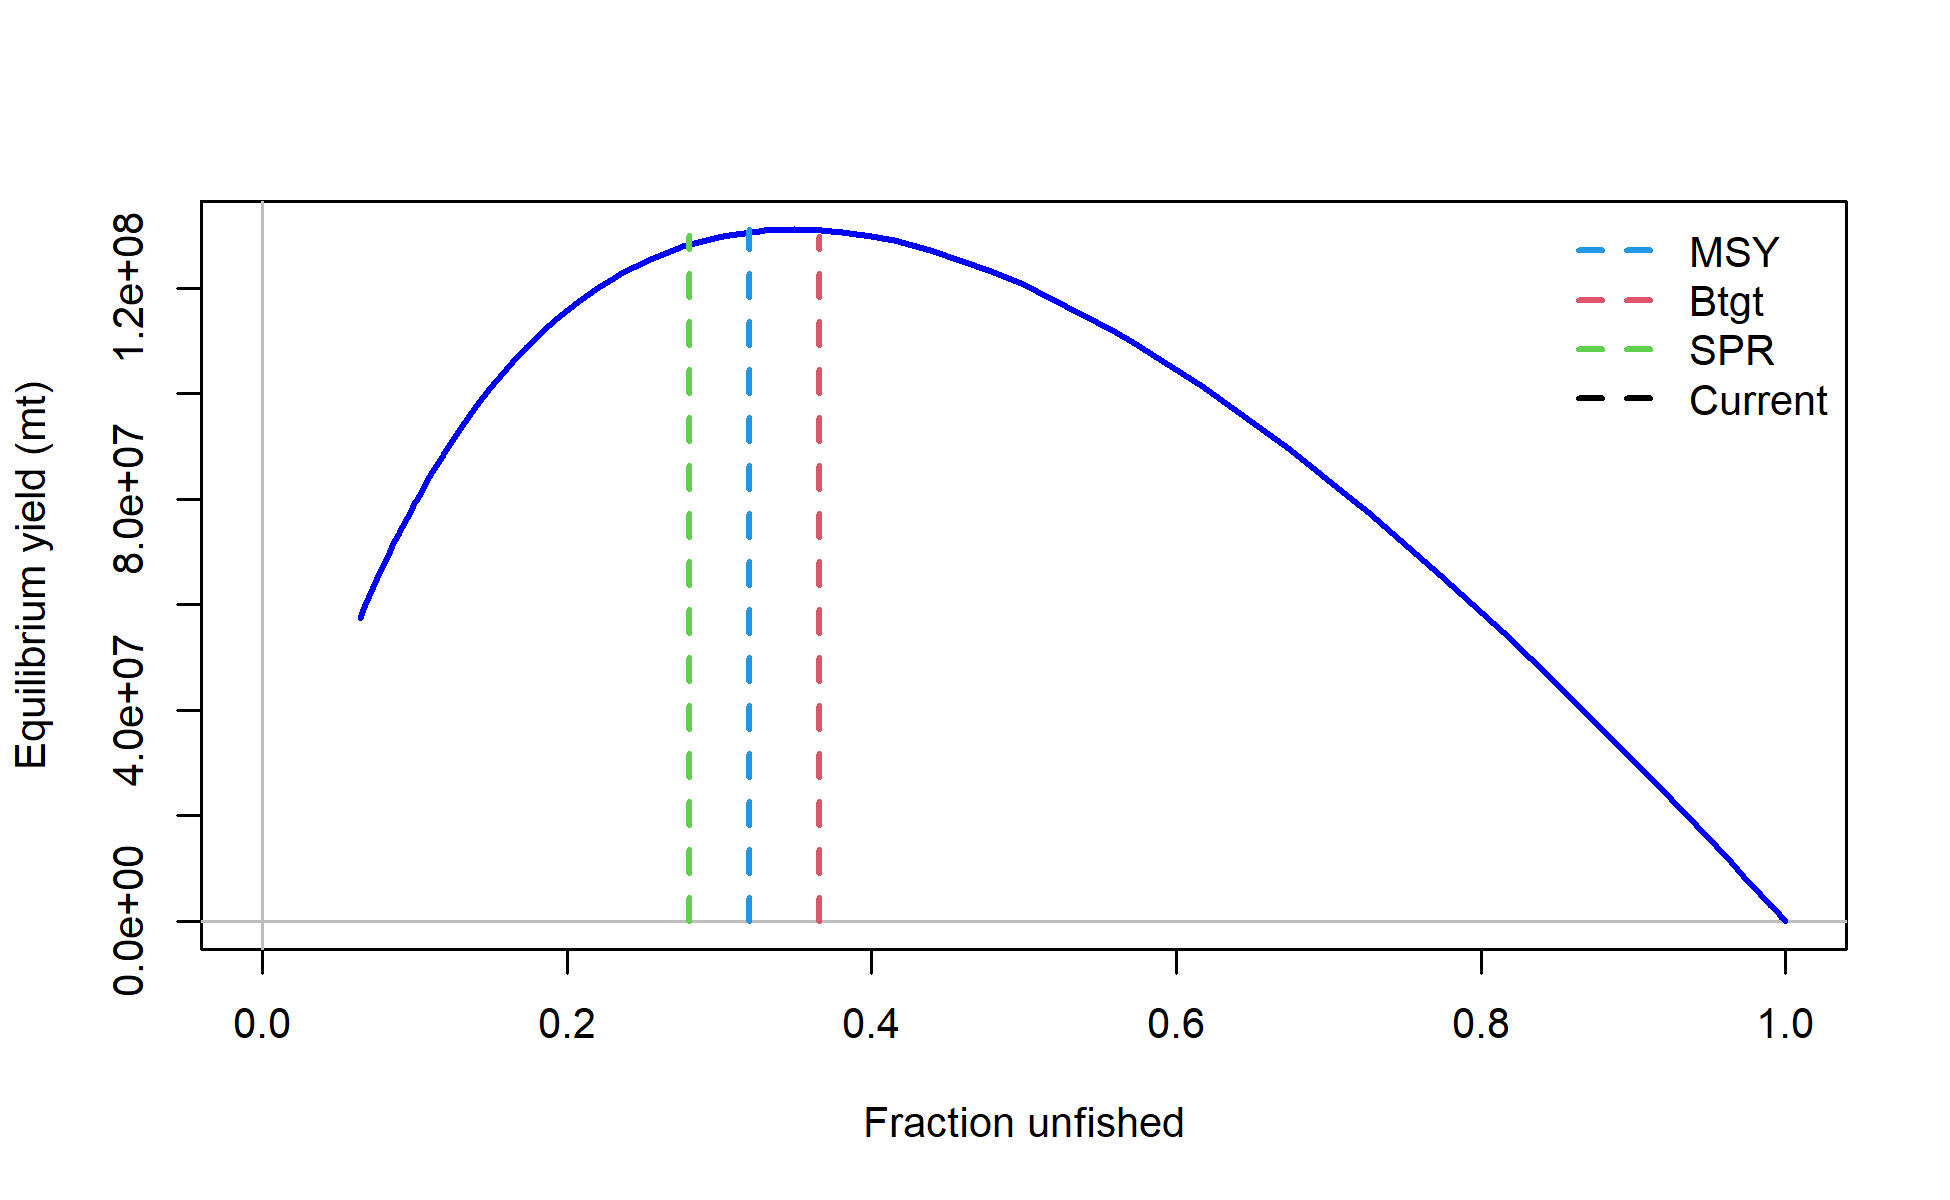 MSY
Btgt
SPR
Current
Equilibrium yield (mt)
1.2e+08
8.0e+07
4.0e+07
0.0e+00
0.0 0.2 0.4 0.6 0.8 1.0
Fraction unfished